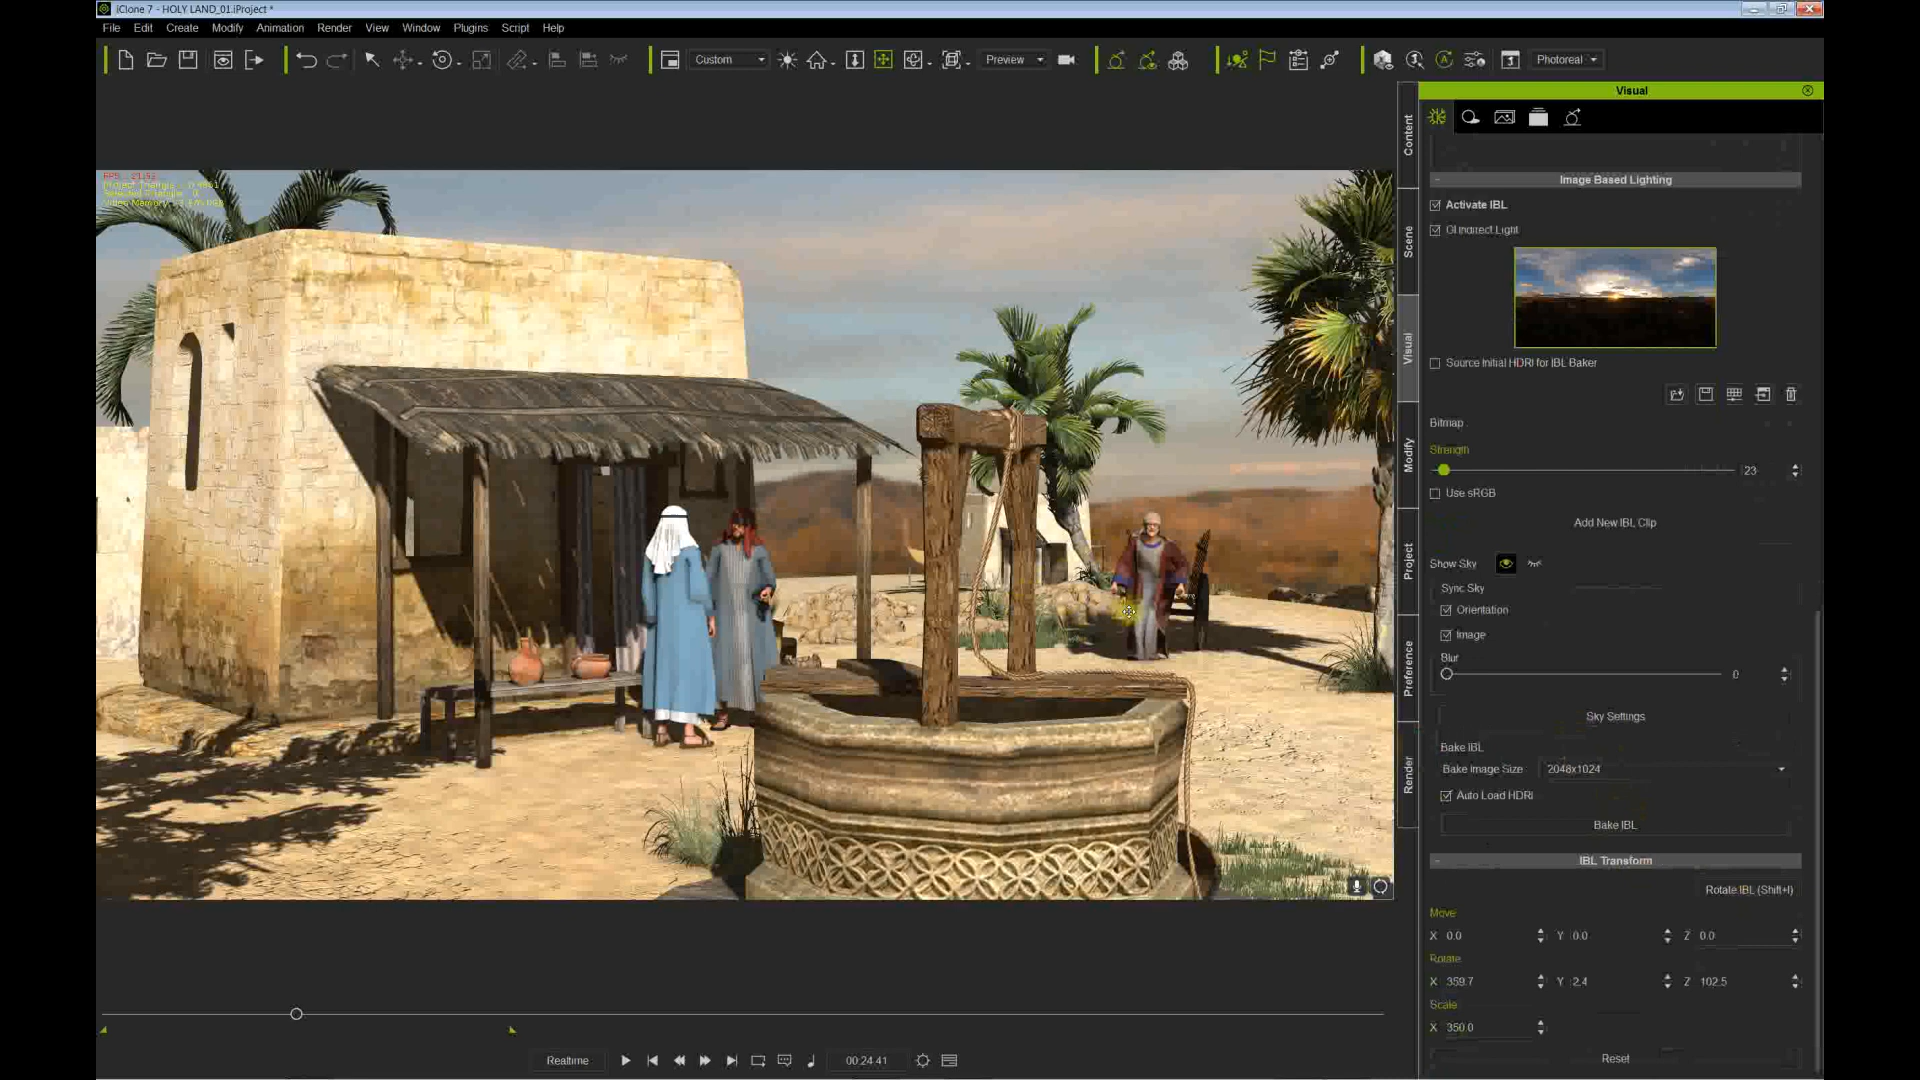 iClone 7 - HOLY LAND_01.iProject *
File Edit Create Modify Animation Render View Window Plugins Script Help
Custom Preview Photoreal
Visual
Content
Scene
Visual
Modify
Project
Preference
Render
Image Based Lighting
Activate IBL
GI Indirect Light
Source Initial HDRI for IBL Baker
Bitmap
Strength
23
Use sRGB
Add New IBL Clip
Show Sky
Sync Sky
Orientation
Image
Blur
0
Sky Settings
Bake IBL
Bake Image Size 2048x1024
Auto Load HDRI
Bake IBL
IBL Transform
Rotate IBL (Shift+I)
Move
X 0.0 Y 0.0 Z 0.0
Rotate
X 359.7 Y 2.4 Z 102.5
Scale
X 350.0
Reset
Realtime 00:24.41